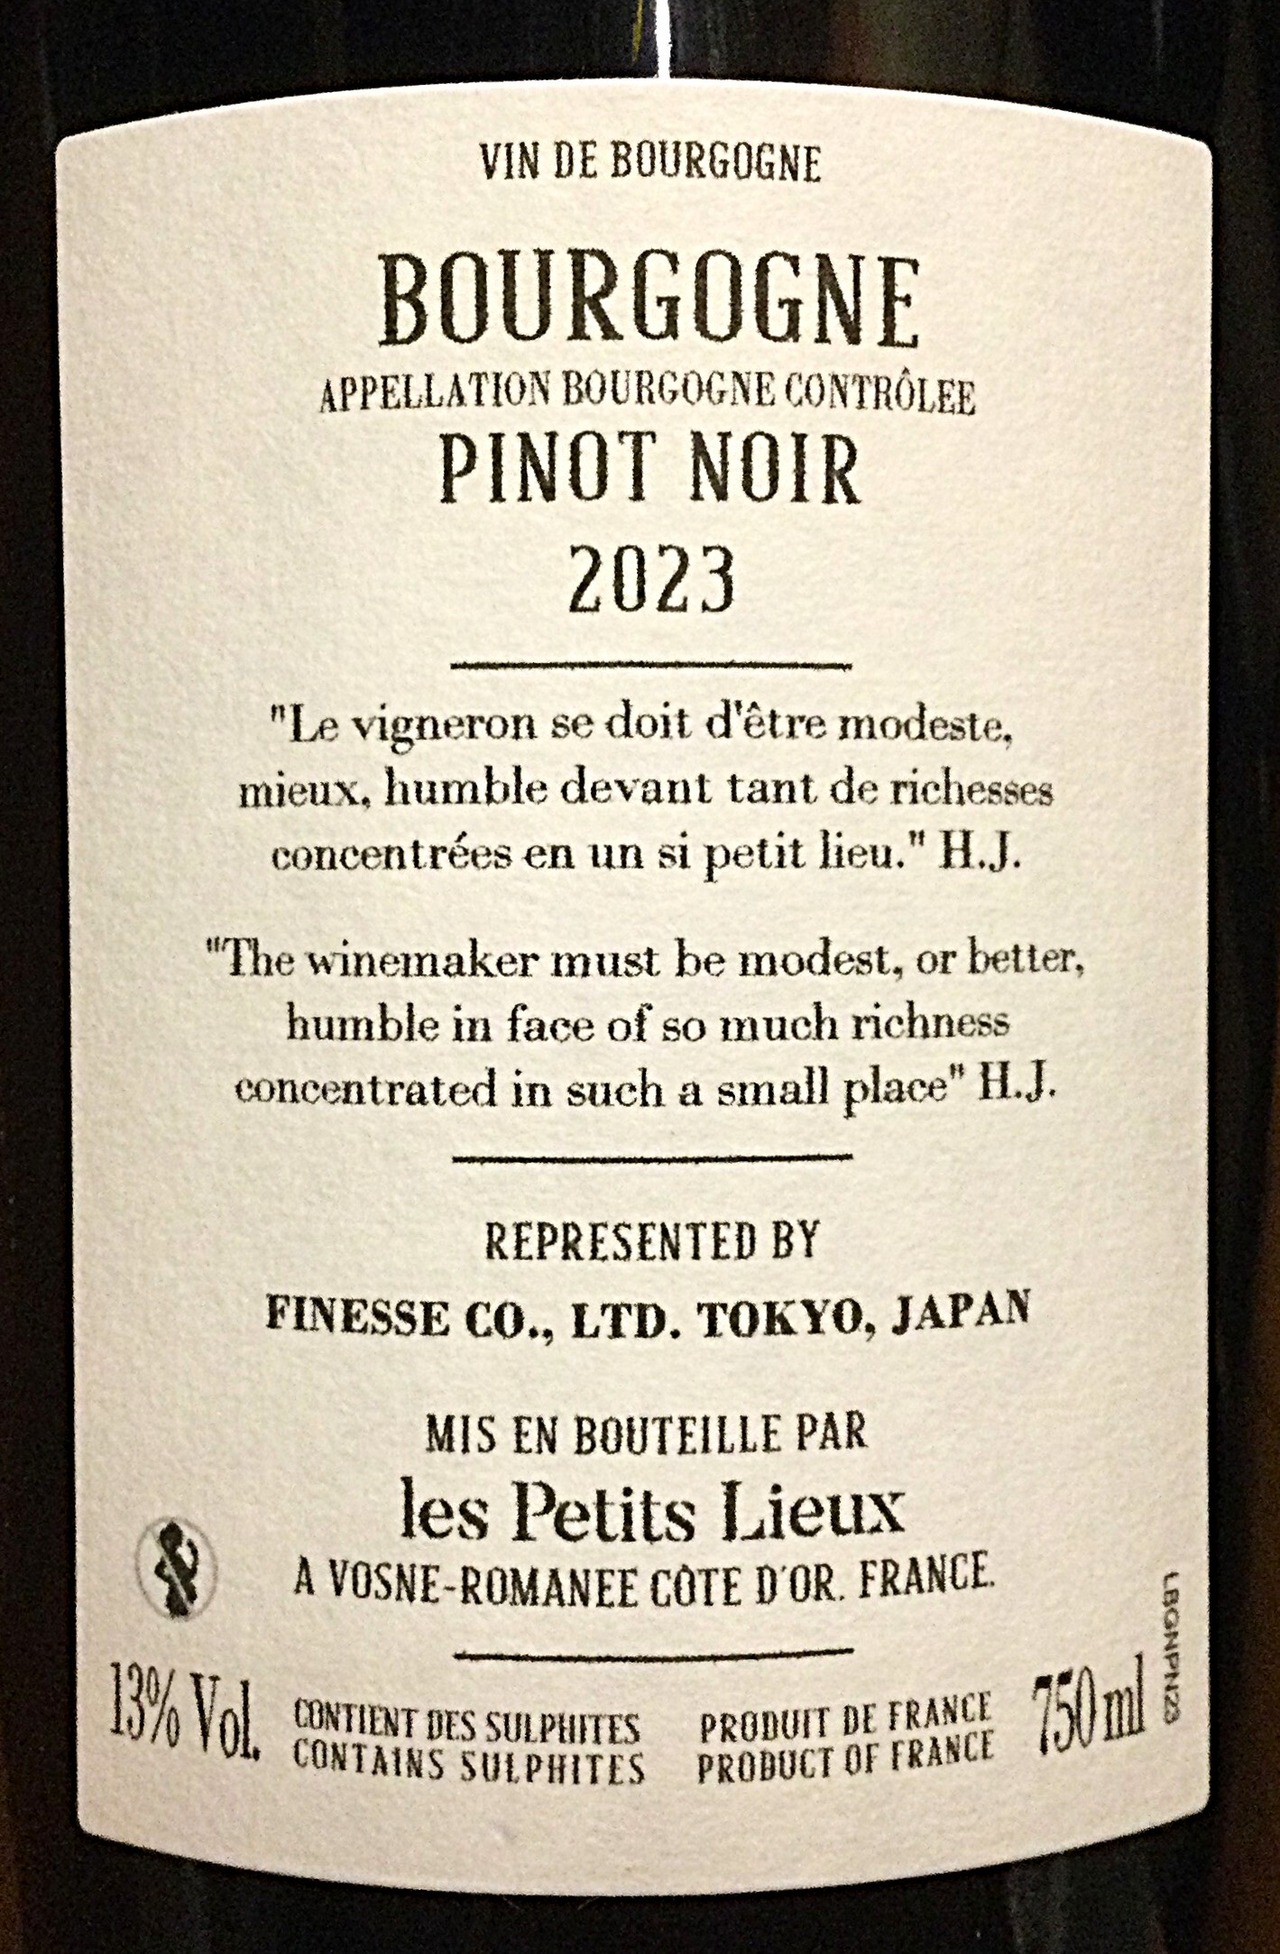 VIN DE BOURGOGNE
BOURGOGNE
APPELLATION BOURGOGNE CONTRÔLEE
PINOT NOIR
2023
"Le vigneron se doit d'être modeste,
mieux, humble devant tant de richesses
concentrées en un si petit lieu." H.J.
"The winemaker must be modest, or better,
humble in face of so much richness
concentrated in such a small place" H.J.
REPRESENTED BY
FINESSE CO., LTD. TOKYO, JAPAN
MIS EN BOUTEILLE PAR
les Petits Lieux
A VOSNE-ROMANEE CÔTE D'OR. FRANCE.
13% Vol.
CONTIENT DES SULPHITES
CONTAINS SULPHITES
PRODUIT DE FRANCE
PRODUCT OF FRANCE
750 ml
LBGNPN23